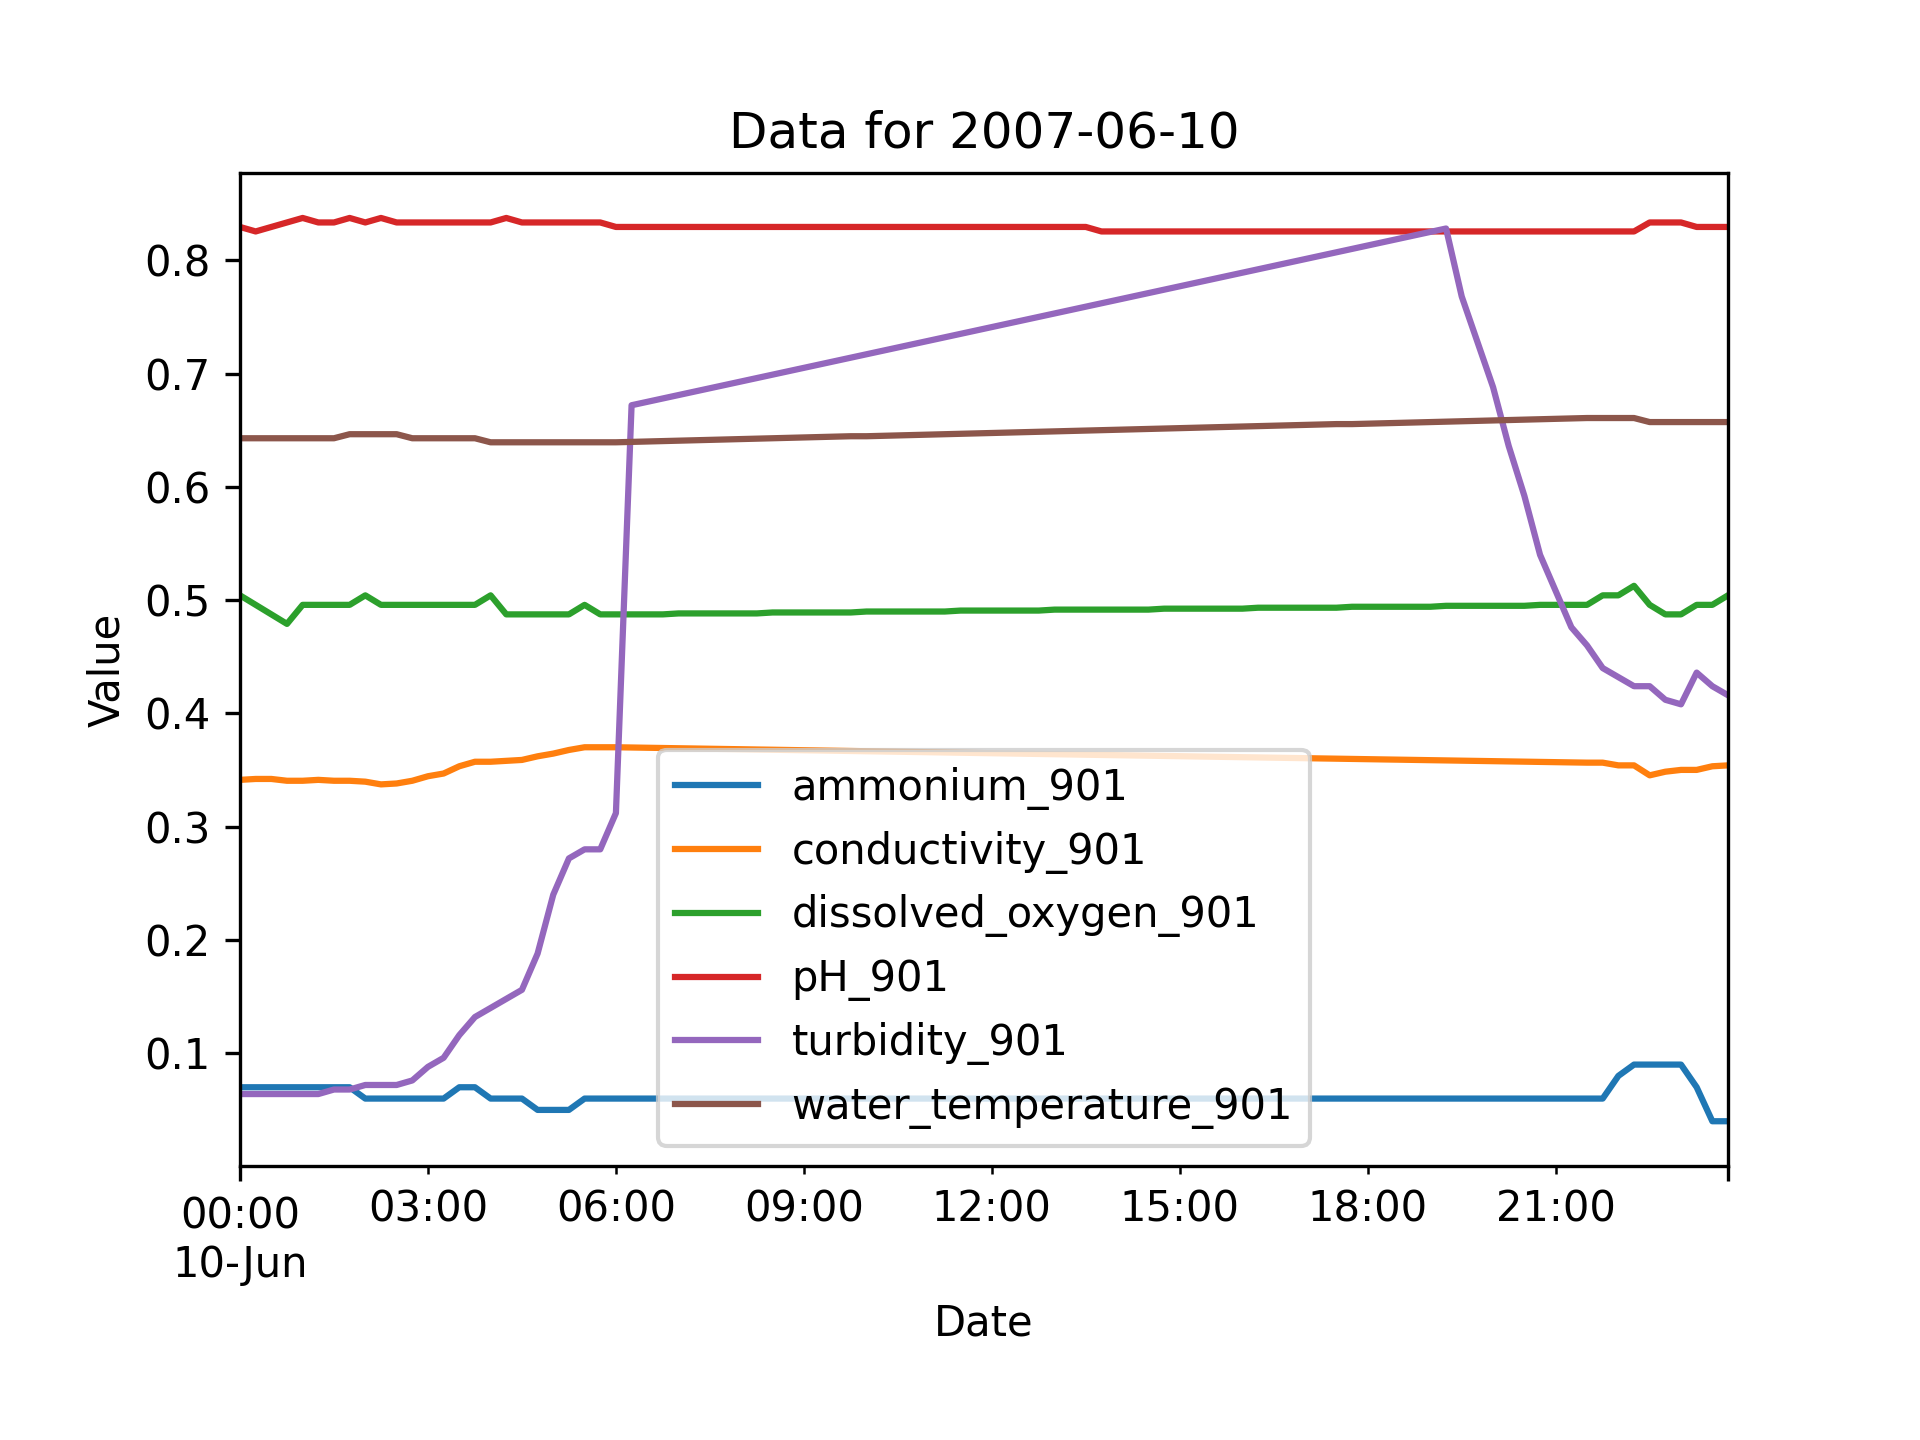 Data for 2007-06-10
Value
0.8
0.7
0.6
0.5
0.4
0.3
0.2
0.1
ammonium_901
conductivity_901
dissolved_oxygen_901
pH_901
turbidity_901
water_temperature_901
00:00 03:00 06:00 09:00 12:00 15:00 18:00 21:00
10-Jun
Date